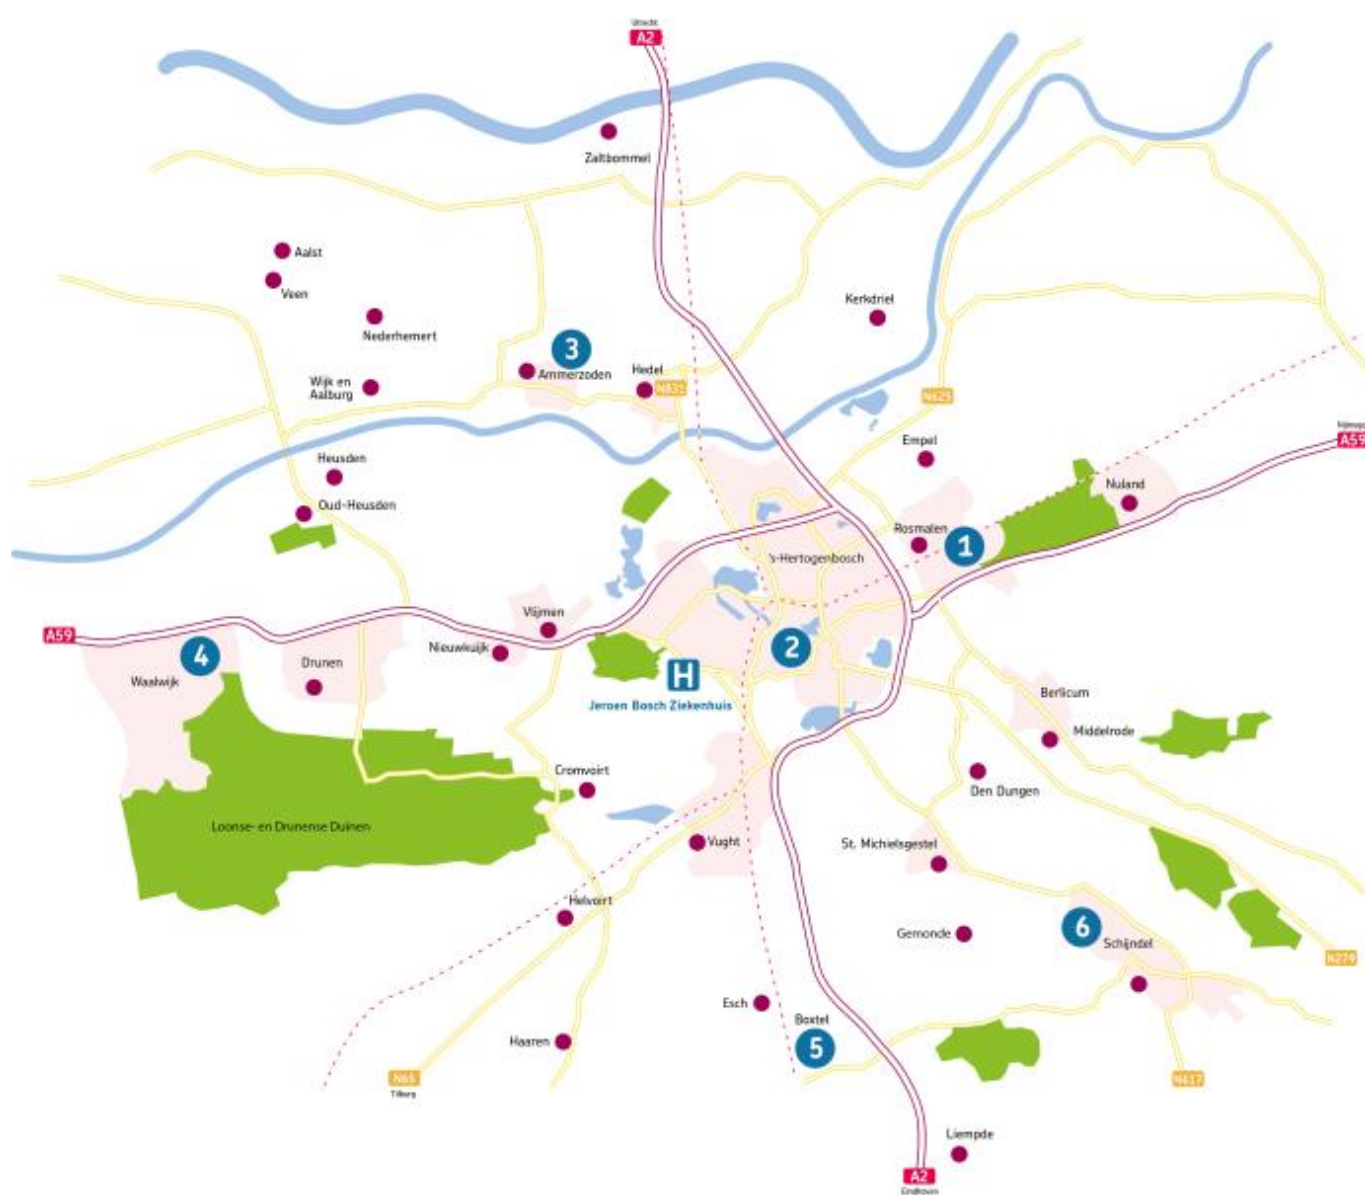 Utrecht
A2
Zaltbommel
Aalst
Veen
Nederhemert
Kerkdriel
3
Ammerzoden
Hedel
Wijk en
Aalburg
N625
Nijmegen
A59
Empel
Heusden
Oud-Heusden
Nuland
Rosmalen
1
's-Hertogenbosch
Vlijmen
A59
4
Nieuwkuijk
2
Drunen
Waalwijk
H
Jeroen Bosch Ziekenhuis
Berlicum
Middelrode
Cromvoirt
Den Dungen
Loonse- en Drunense Duinen
Vught
St. Michielsgestel
Helvoirt
6
Gemonde
Schijndel
N279
Esch
Boxtel
5
Haaren
N65
Tilburg
N617
Liempde
A2
Eindhoven